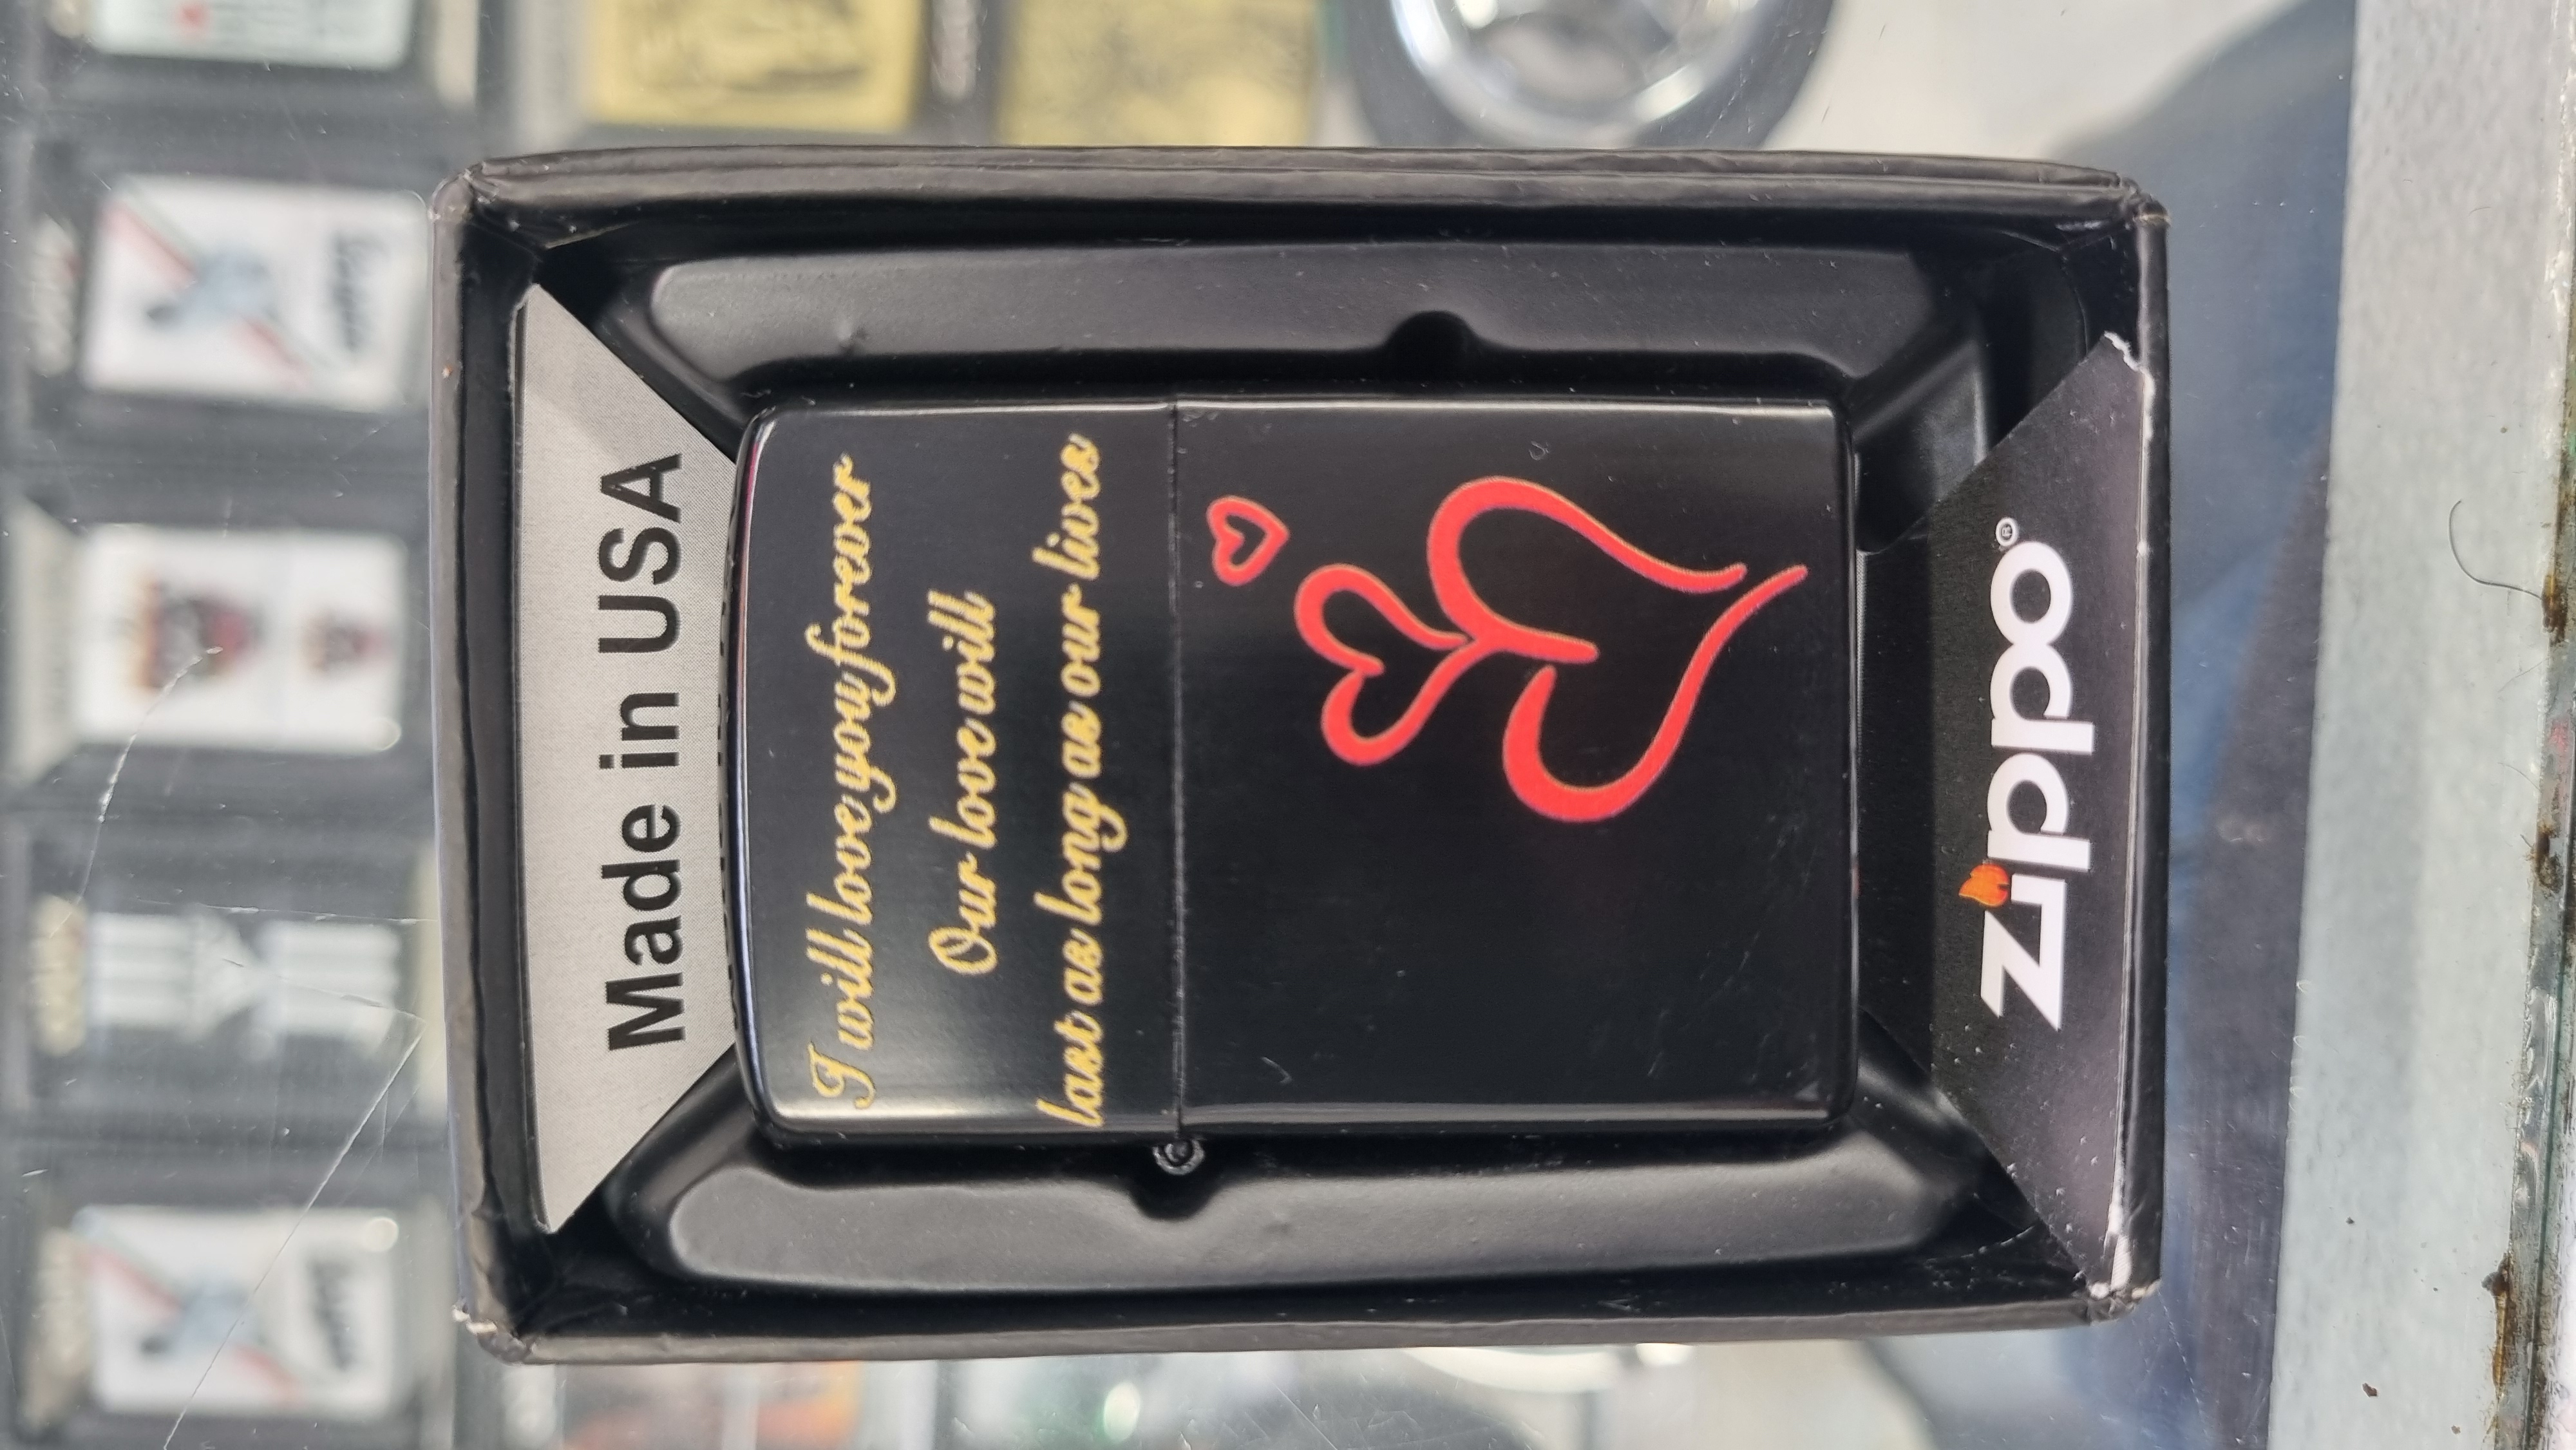 Made in USA
I will love you forever
Our love will
last as long as our lives
zippo®